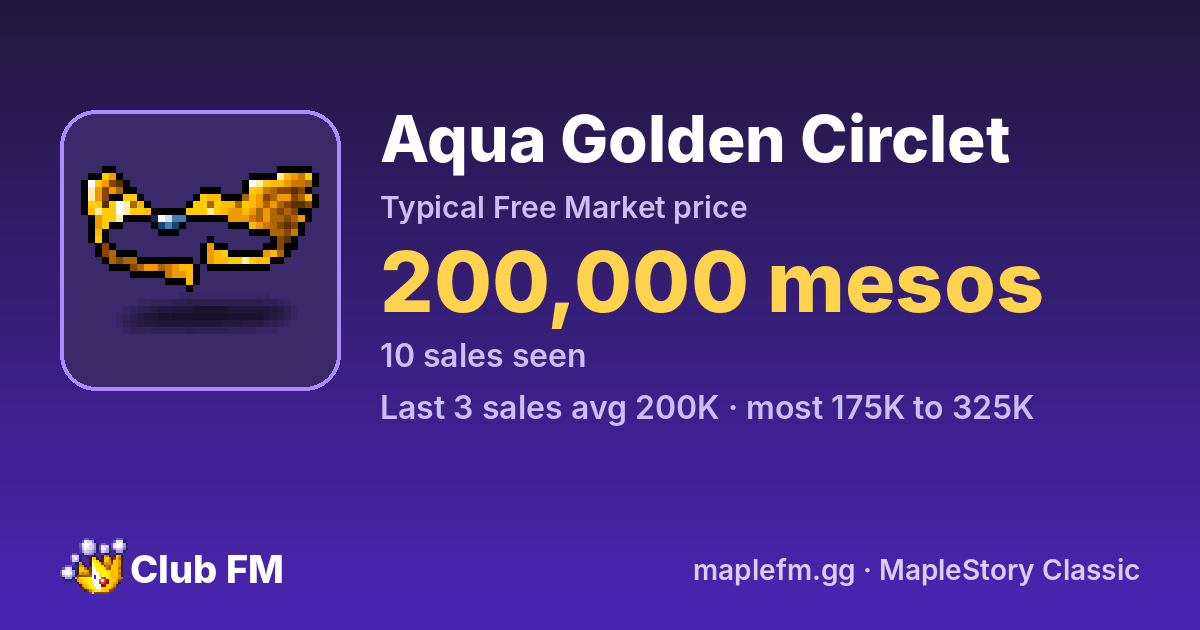 Aqua Golden Circlet
Typical Free Market price
200,000 mesos
10 sales seen
Last 3 sales avg 200K · most 175K to 325K
Club FM
maplefm.gg · MapleStory Classic